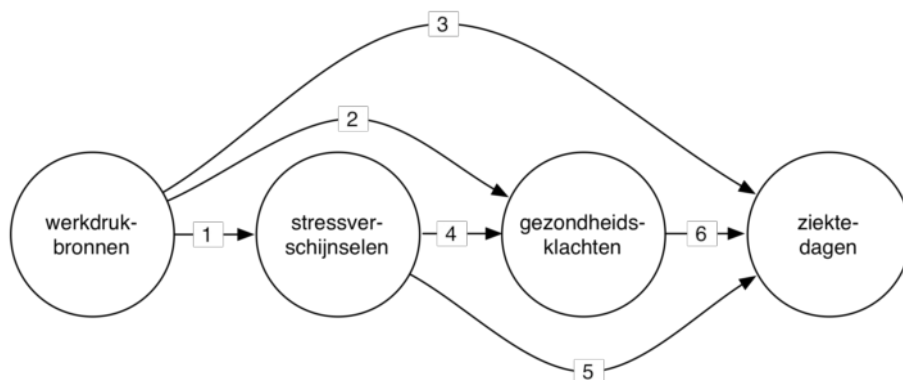 3
2
werkdruk-
bronnen
1
stressver-
schijnselen
4
gezondheids-
klachten
6
ziekte-
dagen
5